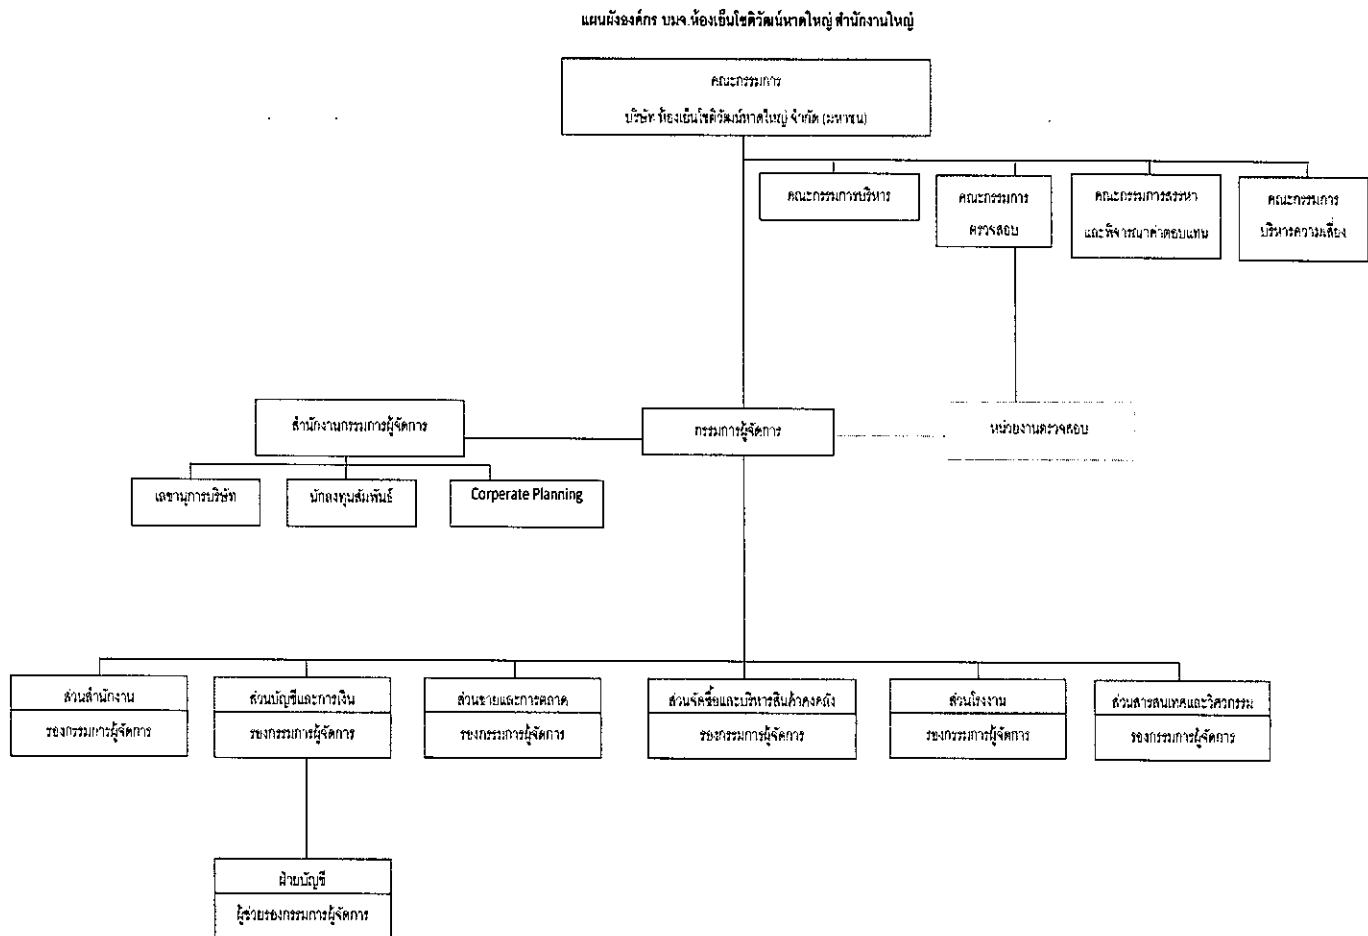 แผนผังองค์กร บมจ.ห้องเย็นโชติวัฒน์หาดใหญ่ สำนักงานใหญ่
คณะกรรมการ
บริษัท ห้องเย็นโชติวัฒน์หาดใหญ่ จำกัด (มหาชน)
คณะกรรมการบริหาร
คณะกรรมการ
ตรวจสอบ
คณะกรรมการสรรหา
และพิจารณาค่าตอบแทน
คณะกรรมการ
บริหารความเสี่ยง
สำนักงานกรรมการผู้จัดการ
กรรมการผู้จัดการ
หน่วยงานตรวจสอบ
เลขานุการบริษัท
นักลงทุนสัมพันธ์
Corperate Planning
ส่วนสำนักงาน
รองกรรมการผู้จัดการ
ส่วนบัญชีและการเงิน
รองกรรมการผู้จัดการ
ส่วนขายและการตลาด
รองกรรมการผู้จัดการ
ส่วนจัดซื้อและบริหารสินค้าคงคลัง
รองกรรมการผู้จัดการ
ส่วนโรงงาน
รองกรรมการผู้จัดการ
ส่วนสารสนเทศและวิศวกรรม
รองกรรมการผู้จัดการ
ฝ่ายบัญชี
ผู้ช่วยรองกรรมการผู้จัดการ